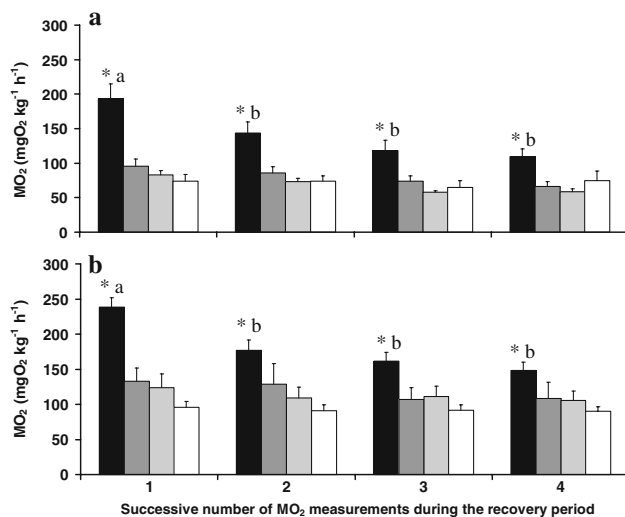 a
300
250
200
150
100
50
0
MO₂ (mgO₂ kg⁻¹ h⁻¹)
* a
* b
* b
* b
b
300
250
200
150
100
50
0
MO₂ (mgO₂ kg⁻¹ h⁻¹)
* a
* b
* b
* b
1 2 3 4
Successive number of MO₂ measurements during the recovery period